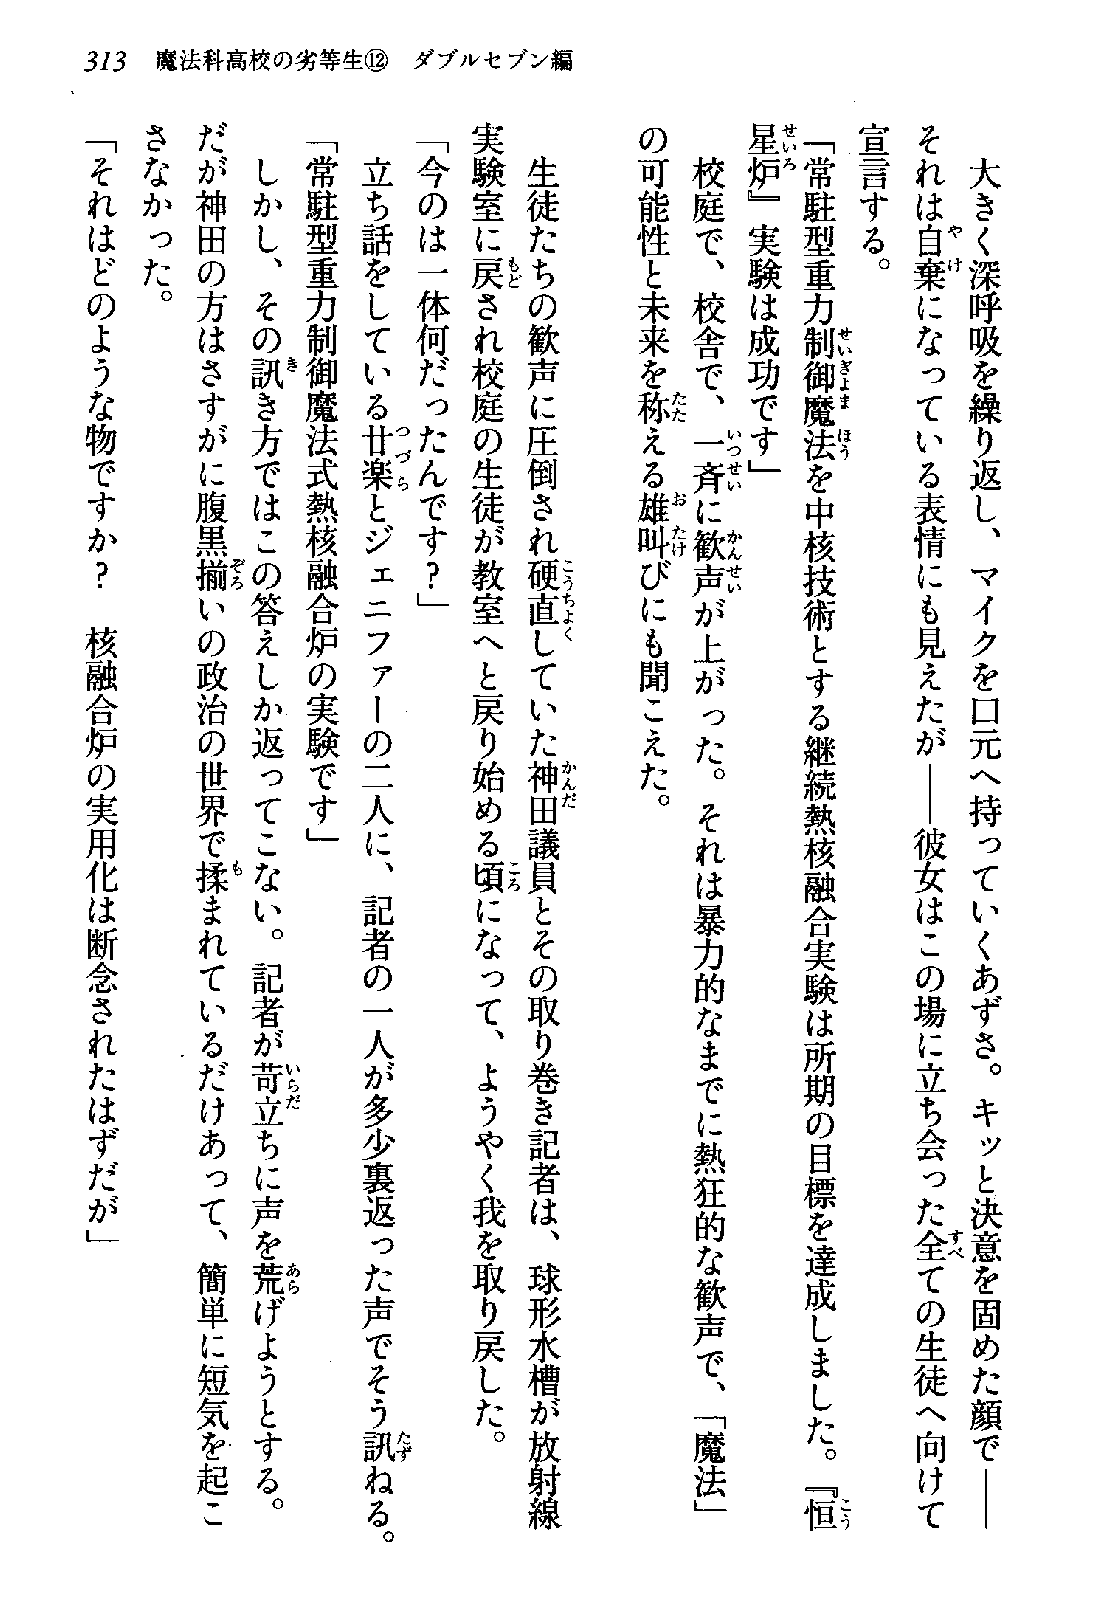 313　魔法科高校の劣等生⑫　ダブルセブン編
　大きく深呼吸を繰り返し、マイクを口元へ持っていくあずさ。キッと決意を固めた顔で――
それは自棄になっている表情にも見えたが――彼女はこの場に立ち会った全ての生徒へ向けて
宣言する。
「常駐型重力制御魔法を中核技術とする継続熱核融合実験は所期の目標を達成しました。『恒
星炉』実験は成功です」
　校庭で、校舎で、一斉に歓声が上がった。それは暴力的なまでに熱狂的な歓声で、「魔法」
の可能性と未来を称える雄叫びにも聞こえた。
　生徒たちの歓声に圧倒され硬直していた神田議員とその取り巻き記者は、球形水槽が放射線
実験室に戻され校庭の生徒が教室へと戻り始める頃になって、ようやく我を取り戻した。
「今のは一体何だったんです？」
　立ち話をしている廿楽とジェニファーの二人に、記者の一人が多少裏返った声でそう訊ねる。
「常駐型重力制御魔法式熱核融合炉の実験です」
　しかし、その訊き方ではこの答えしか返ってこない。記者が苛立ちに声を荒げようとする。
だが神田の方はさすがに腹黒揃いの政治の世界で揉まれているだけあって、簡単に短気を起こ
さなかった。
「それはどのような物ですか？　核融合炉の実用化は断念されたはずだが」